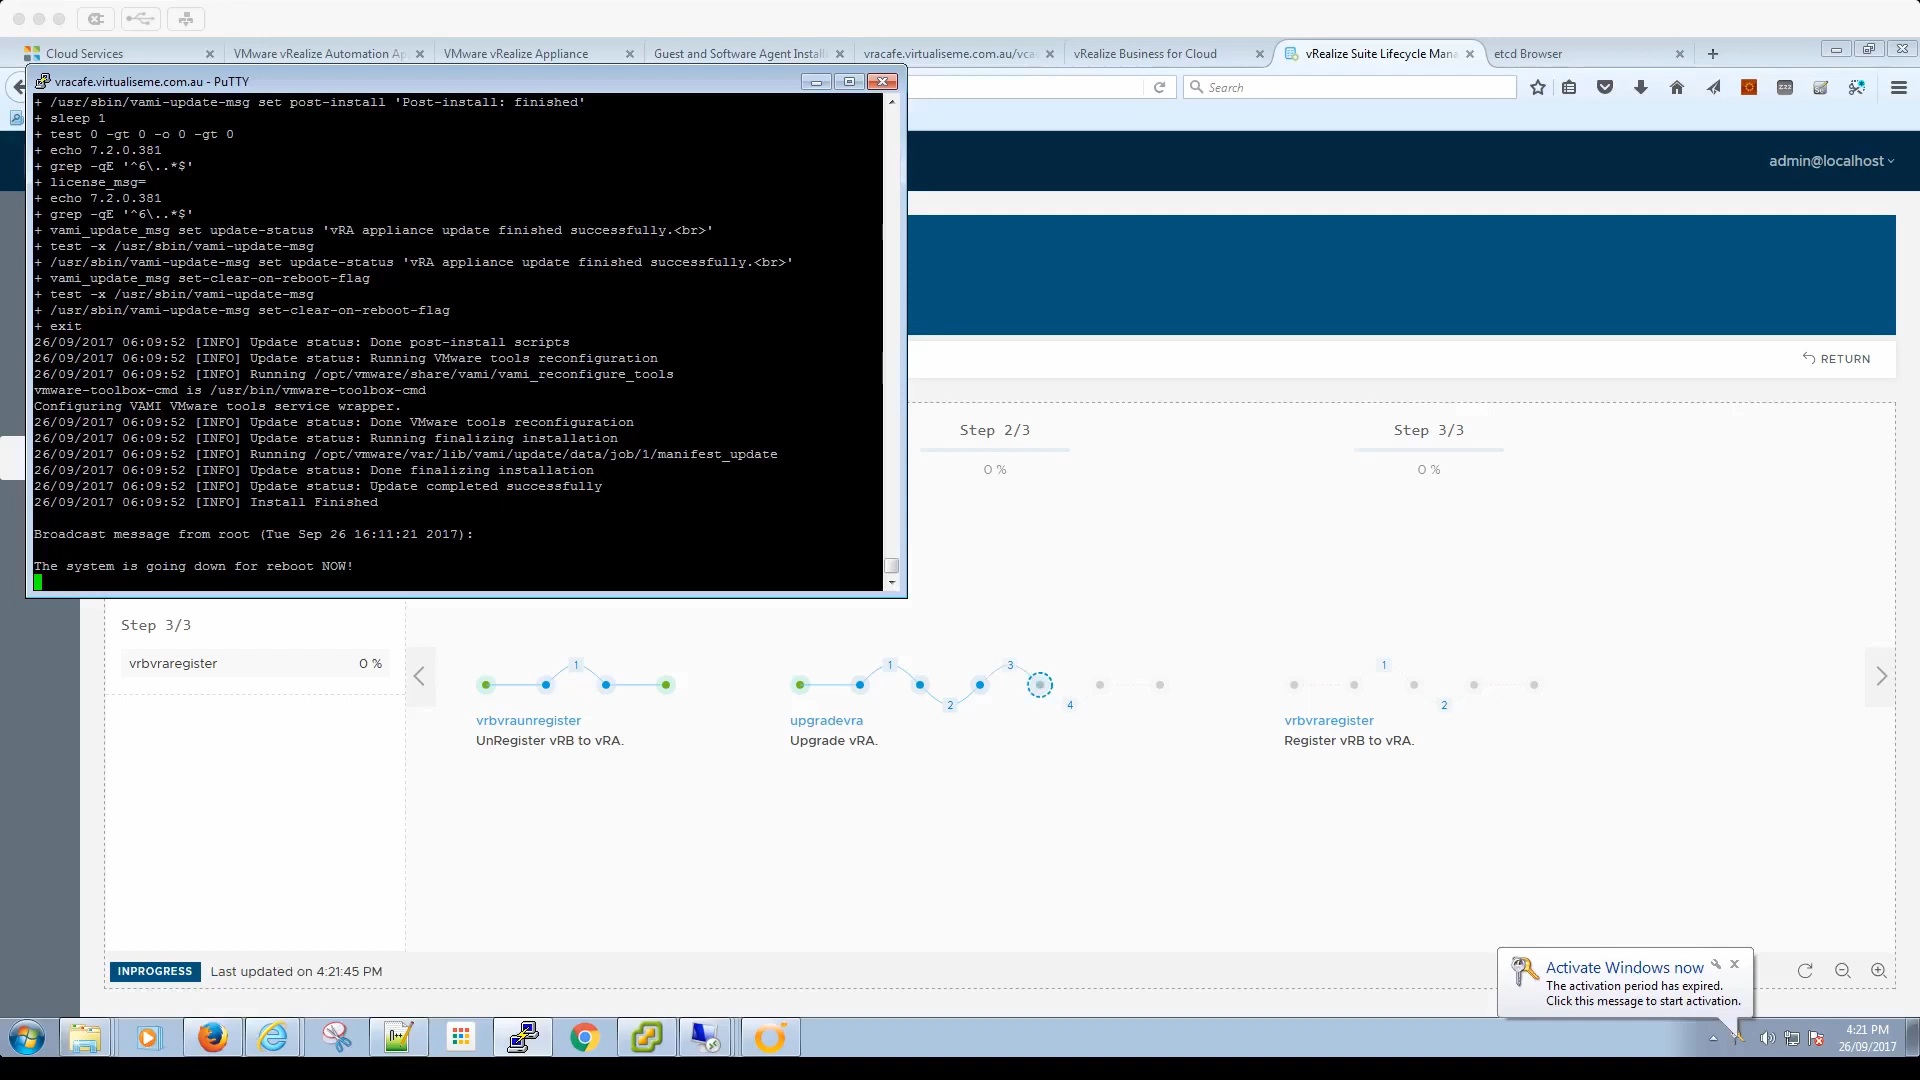 Cloud Services
VMware vRealize Automation Ap
VMware vRealize Appliance
Guest and Software Agent Install
vracafe.virtualiseme.com.au/vca
vRealize Business for Cloud
vRealize Suite Lifecycle Mana
etcd Browser
vracafe.virtualiseme.com.au - PuTTY
Search
admin@localhost
+ /usr/sbin/vami-update-msg set post-install 'Post-install: finished'
+ sleep 1
+ test 0 -gt 0 -o 0 -gt 0
+ echo 7.2.0.381
+ grep -qE '^6\..*$'
+ license_msg=
+ echo 7.2.0.381
+ grep -qE '^6\..*$'
+ vami_update_msg set update-status 'vRA appliance update finished successfully.<br>'
+ test -x /usr/sbin/vami-update-msg
+ /usr/sbin/vami-update-msg set update-status 'vRA appliance update finished successfully.<br>'
+ vami_update_msg set-clear-on-reboot-flag
+ test -x /usr/sbin/vami-update-msg
+ /usr/sbin/vami-update-msg set-clear-on-reboot-flag
+ exit
26/09/2017 06:09:52 [INFO] Update status: Done post-install scripts
26/09/2017 06:09:52 [INFO] Update status: Running VMware tools reconfiguration
26/09/2017 06:09:52 [INFO] Running /opt/vmware/share/vami/vami_reconfigure_tools
vmware-toolbox-cmd is /usr/bin/vmware-toolbox-cmd
Configuring VAMI VMware tools service wrapper.
26/09/2017 06:09:52 [INFO] Update status: Done VMware tools reconfiguration
26/09/2017 06:09:52 [INFO] Update status: Running finalizing installation
26/09/2017 06:09:52 [INFO] Running /opt/vmware/var/lib/vami/update/data/job/1/manifest_update
26/09/2017 06:09:52 [INFO] Update status: Done finalizing installation
26/09/2017 06:09:52 [INFO] Update status: Update completed successfully
26/09/2017 06:09:52 [INFO] Install Finished
Broadcast message from root (Tue Sep 26 16:11:21 2017):
The system is going down for reboot NOW!
RETURN
Step 2/3
0 %
Step 3/3
0 %
Step 3/3
vrbvraregister 0 %
1
vrbvraunregister
UnRegister vRB to vRA.
1
2
3
4
upgradevra
Upgrade vRA.
1
2
vrbvraregister
Register vRB to vRA.
INPROGRESS Last updated on 4:21:45 PM
Activate Windows now
The activation period has expired.
Click this message to start activation.
4:21 PM
26/09/2017